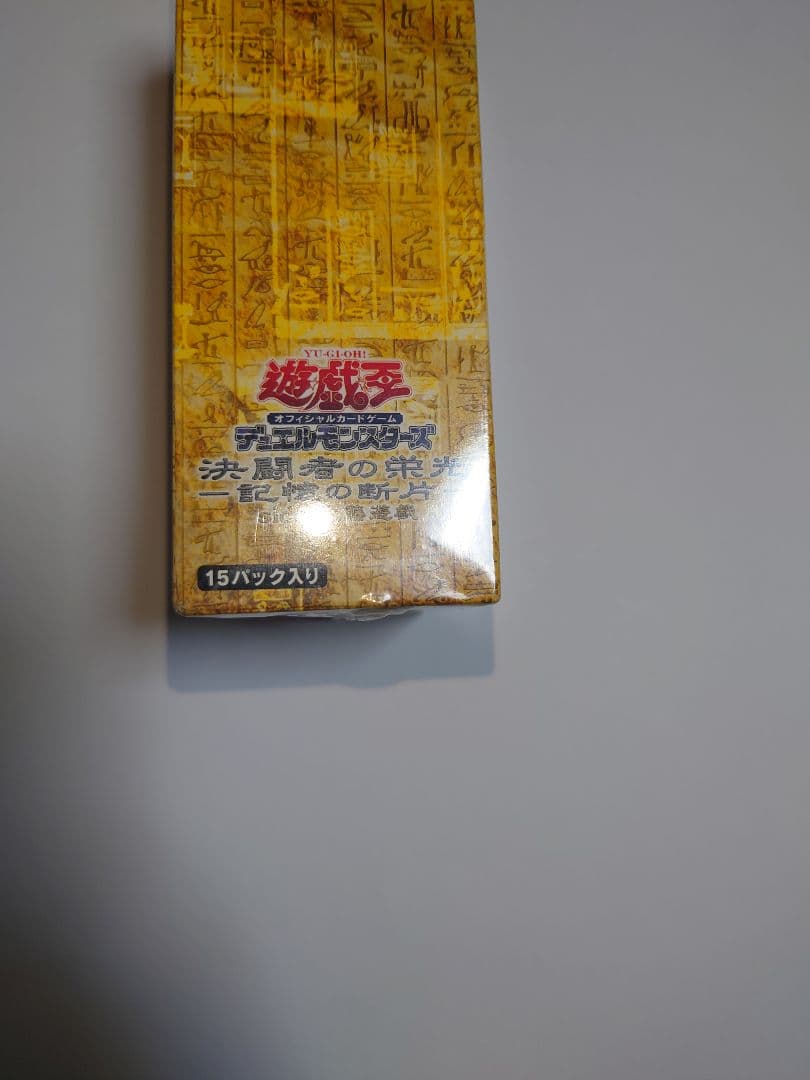 YU-GI-OH!
遊戯王
オフィシャルカードゲーム
デュエルモンスターズ
決闘者の栄光
―記憶の断片―
遊戯
15パック入り